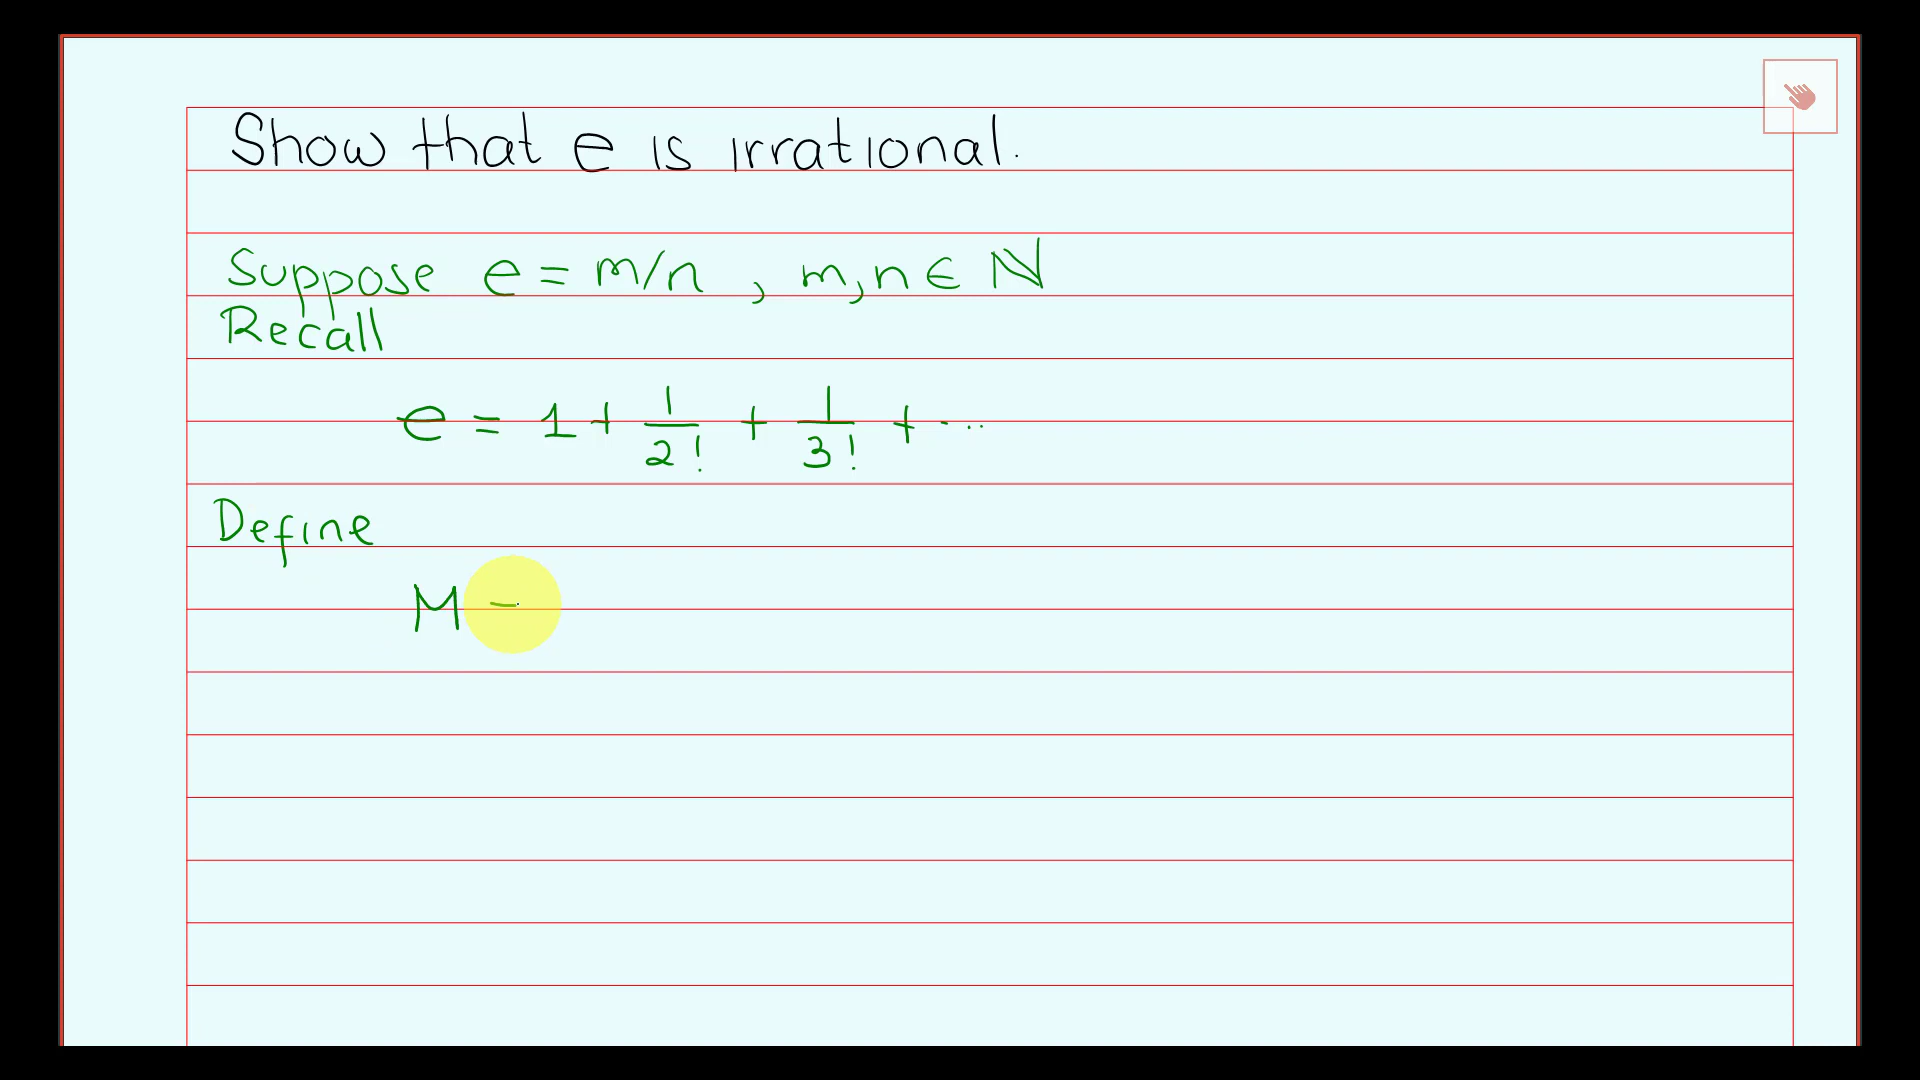 Show that e is irrational.
Suppose e = m/n , m,n ∈ ℕ
Recall
e = 1 + 1/2! + 1/3! + ...
Define
M =